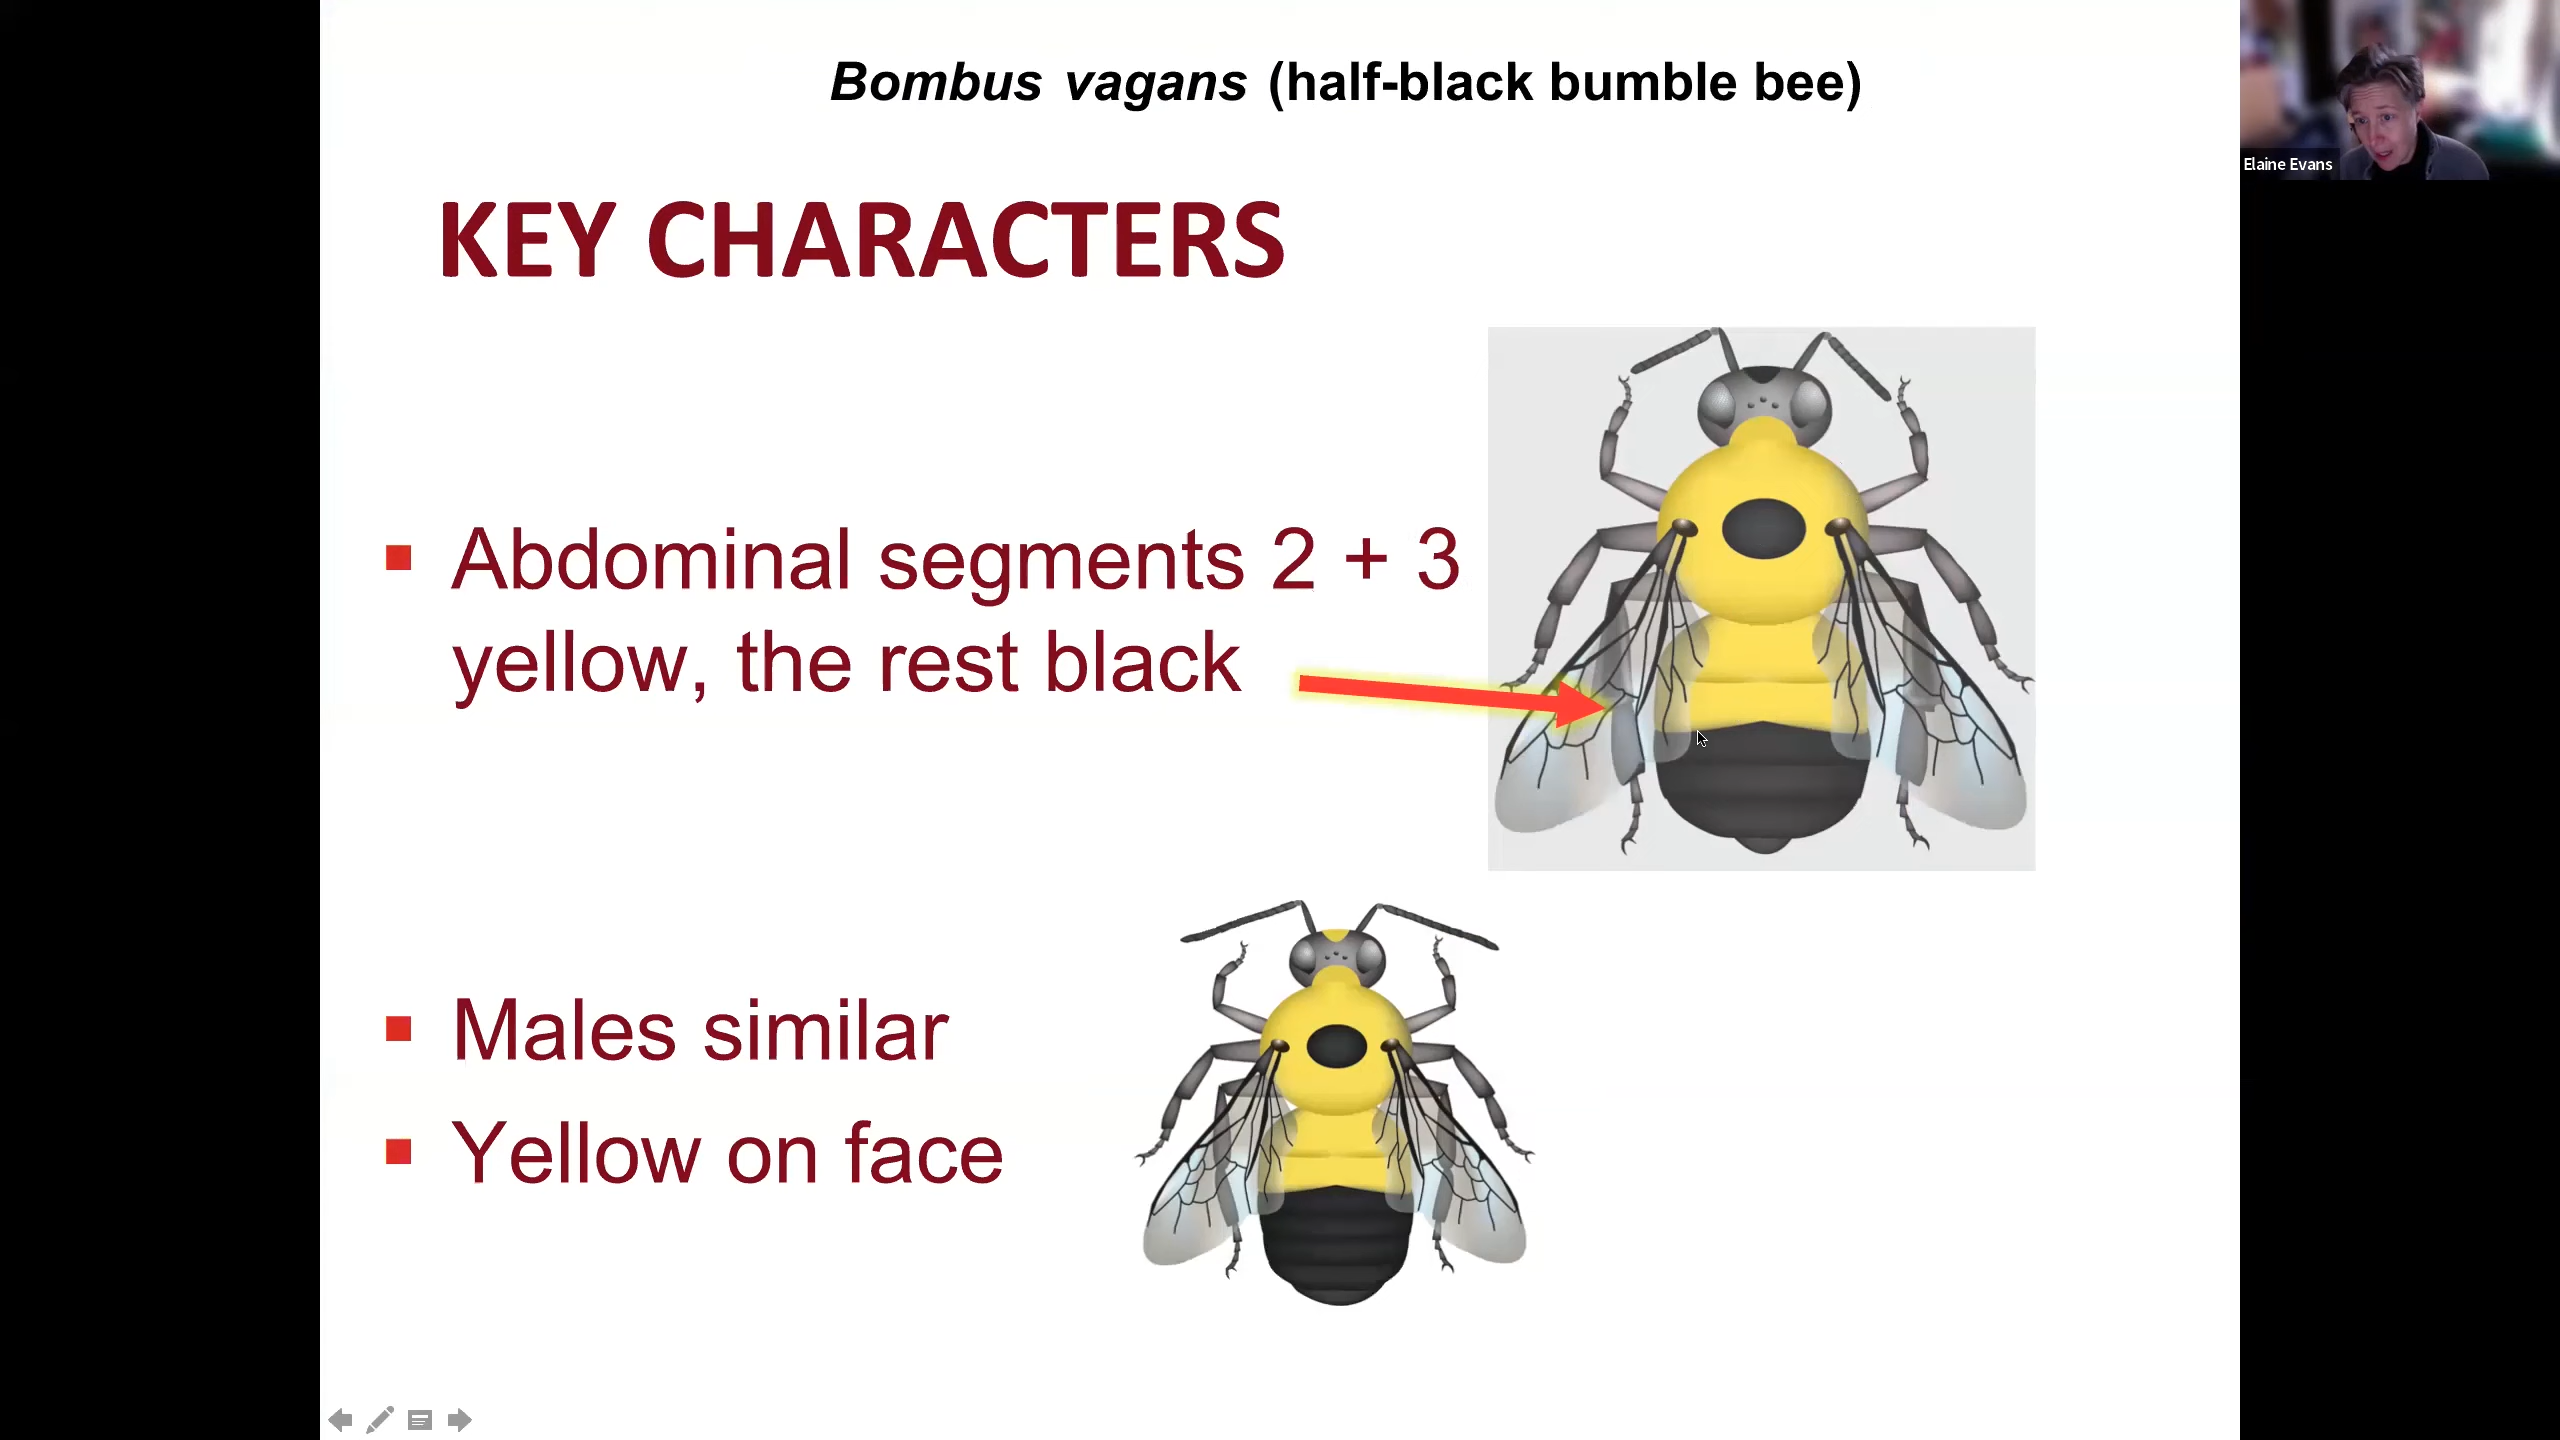 Bombus vagans (half-black bumble bee)
Elaine Evans
KEY CHARACTERS
Abdominal segments 2 + 3
yellow, the rest black
Males similar
Yellow on face